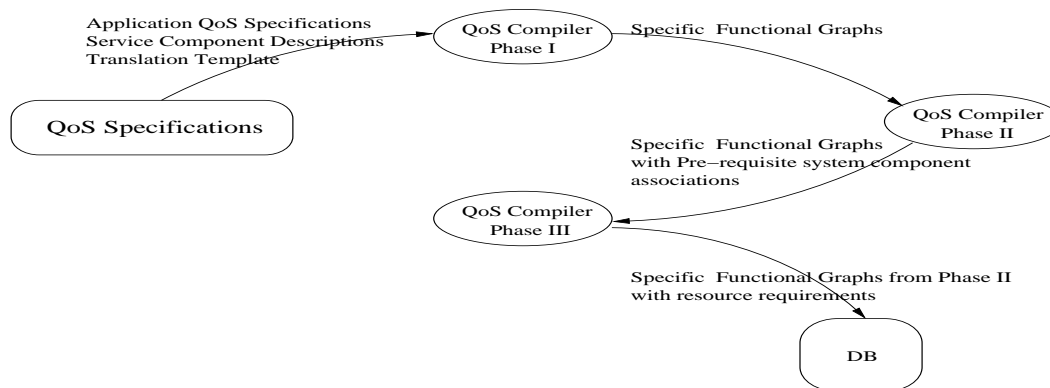 Application QoS Specifications
Service Component Descriptions
Translation Template
QoS Specifications
QoS Compiler
Phase I
Specific Functional Graphs
QoS Compiler
Phase II
Specific Functional Graphs
with Pre−requisite system component
associations
QoS Compiler
Phase III
Specific Functional Graphs from Phase II
with resource requirements
DB